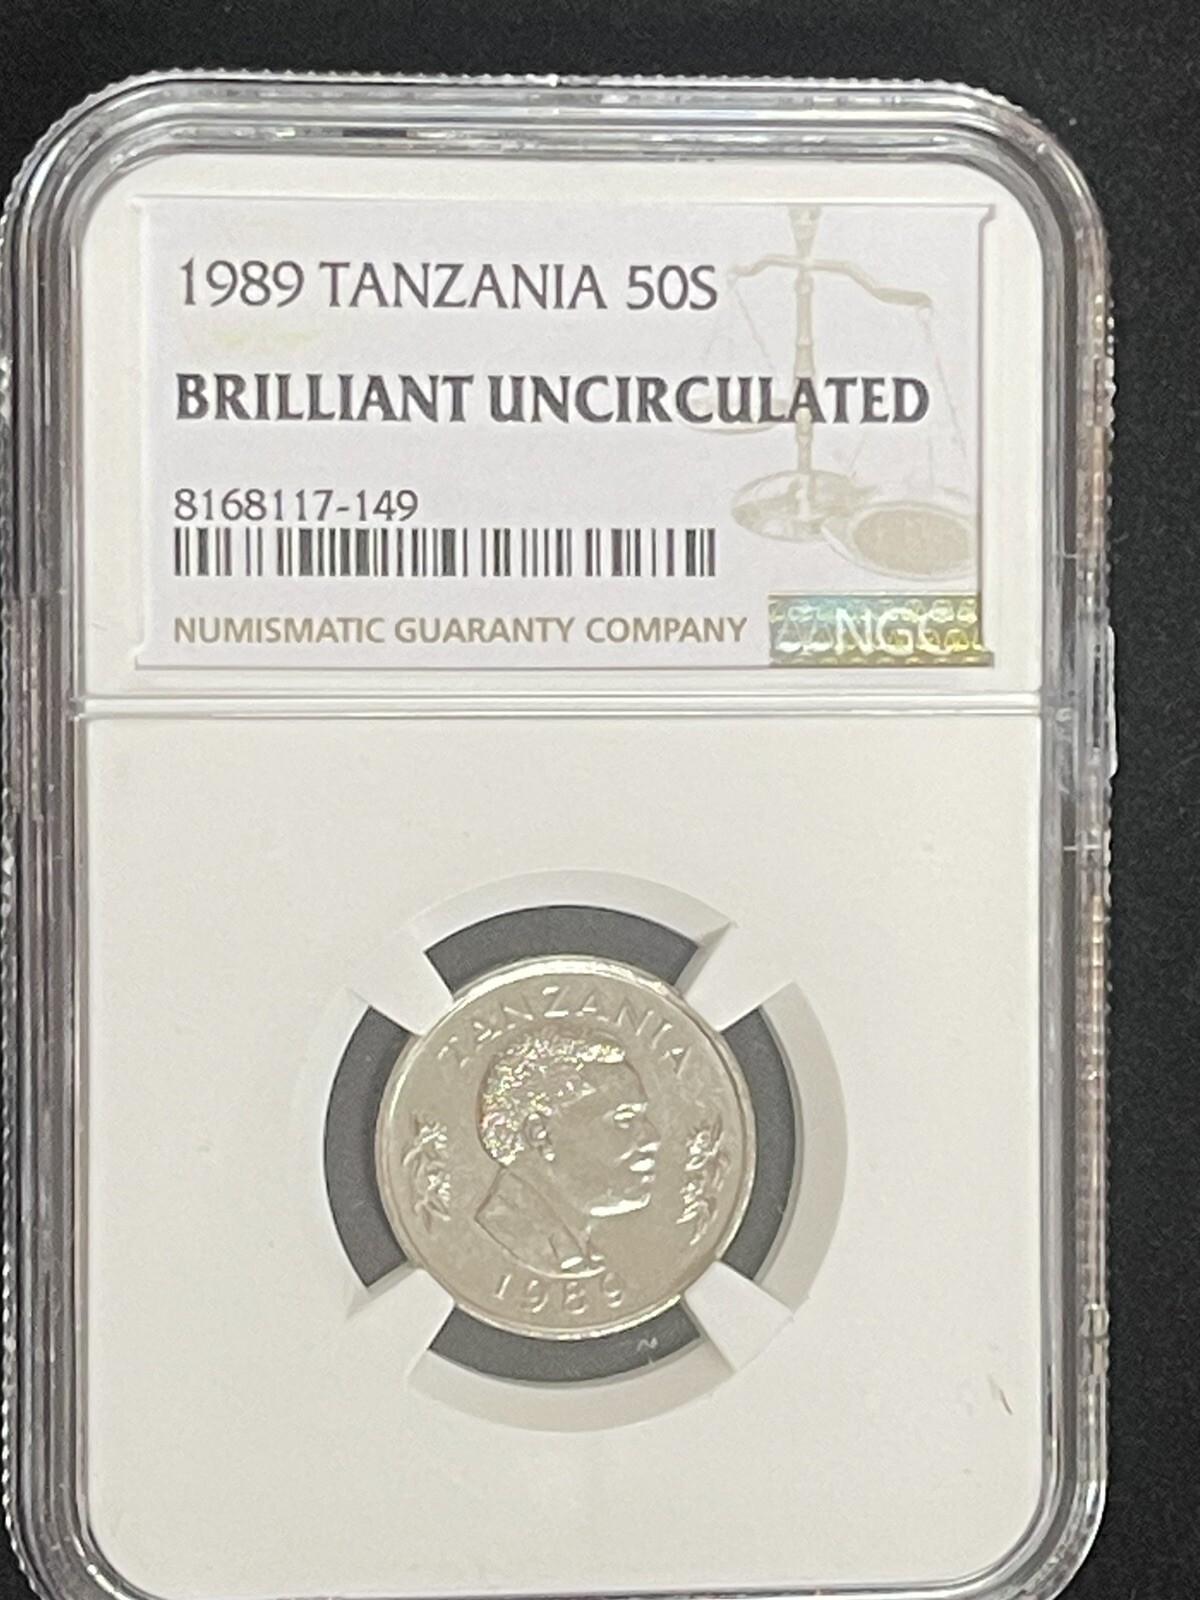 1989 TANZANIA 50S
BRILLIANT UNCIRCULATED
8168117-149
NUMISMATIC GUARANTY COMPANY
NGC
TANZANIA
1989